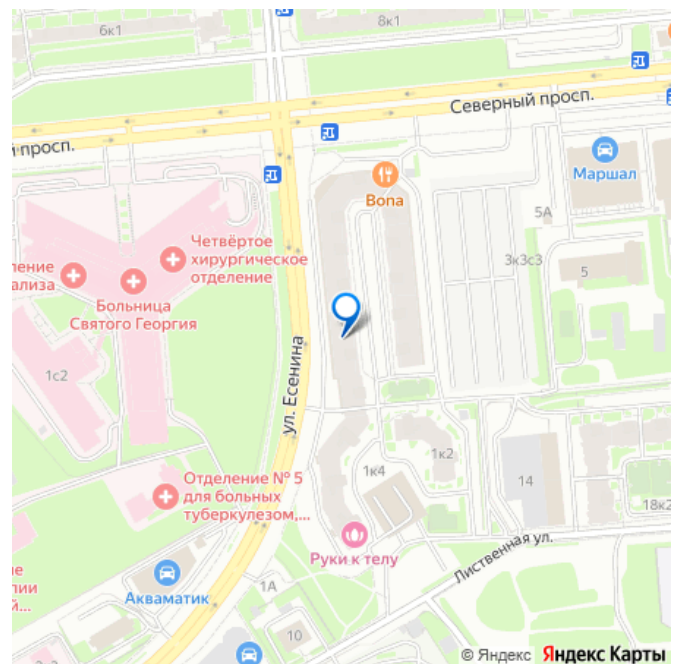 6к1
8к1
Северный просп.
й просп.
Вопа
Маршал
5А
3к3с3
5
Четвёртое
хирургическое
отделение
ление
ализа
Больница
Святого Георгия
1с2
ул. Есенина
1к4
1к2
14
18к2
Отделение № 5
для больных
туберкулезом,...
Руки к телу
Лиственная ул.
е
лии
й...
Акваматик
1А
10
© Яндекс Яндекс Карты